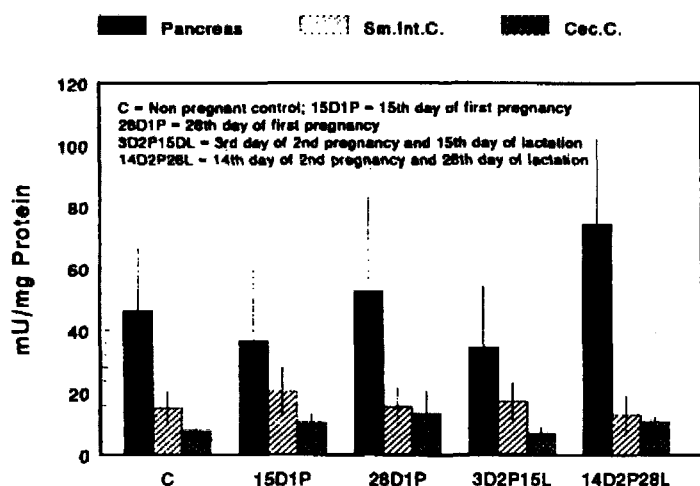 Pancreas Sm.Int.C. Cec.C.
120
C = Non pregnant control; 15D1P = 15th day of first pregnancy
28D1P = 28th day of first pregnancy
3D2P15DL = 3rd day of 2nd pregnancy and 15th day of lactation
14D2P28L = 14th day of 2nd pregnancy and 28th day of lactation
100
80
60
40
20
0
mU/mg Protein
C 15D1P 28D1P 3D2P15L 14D2P28L